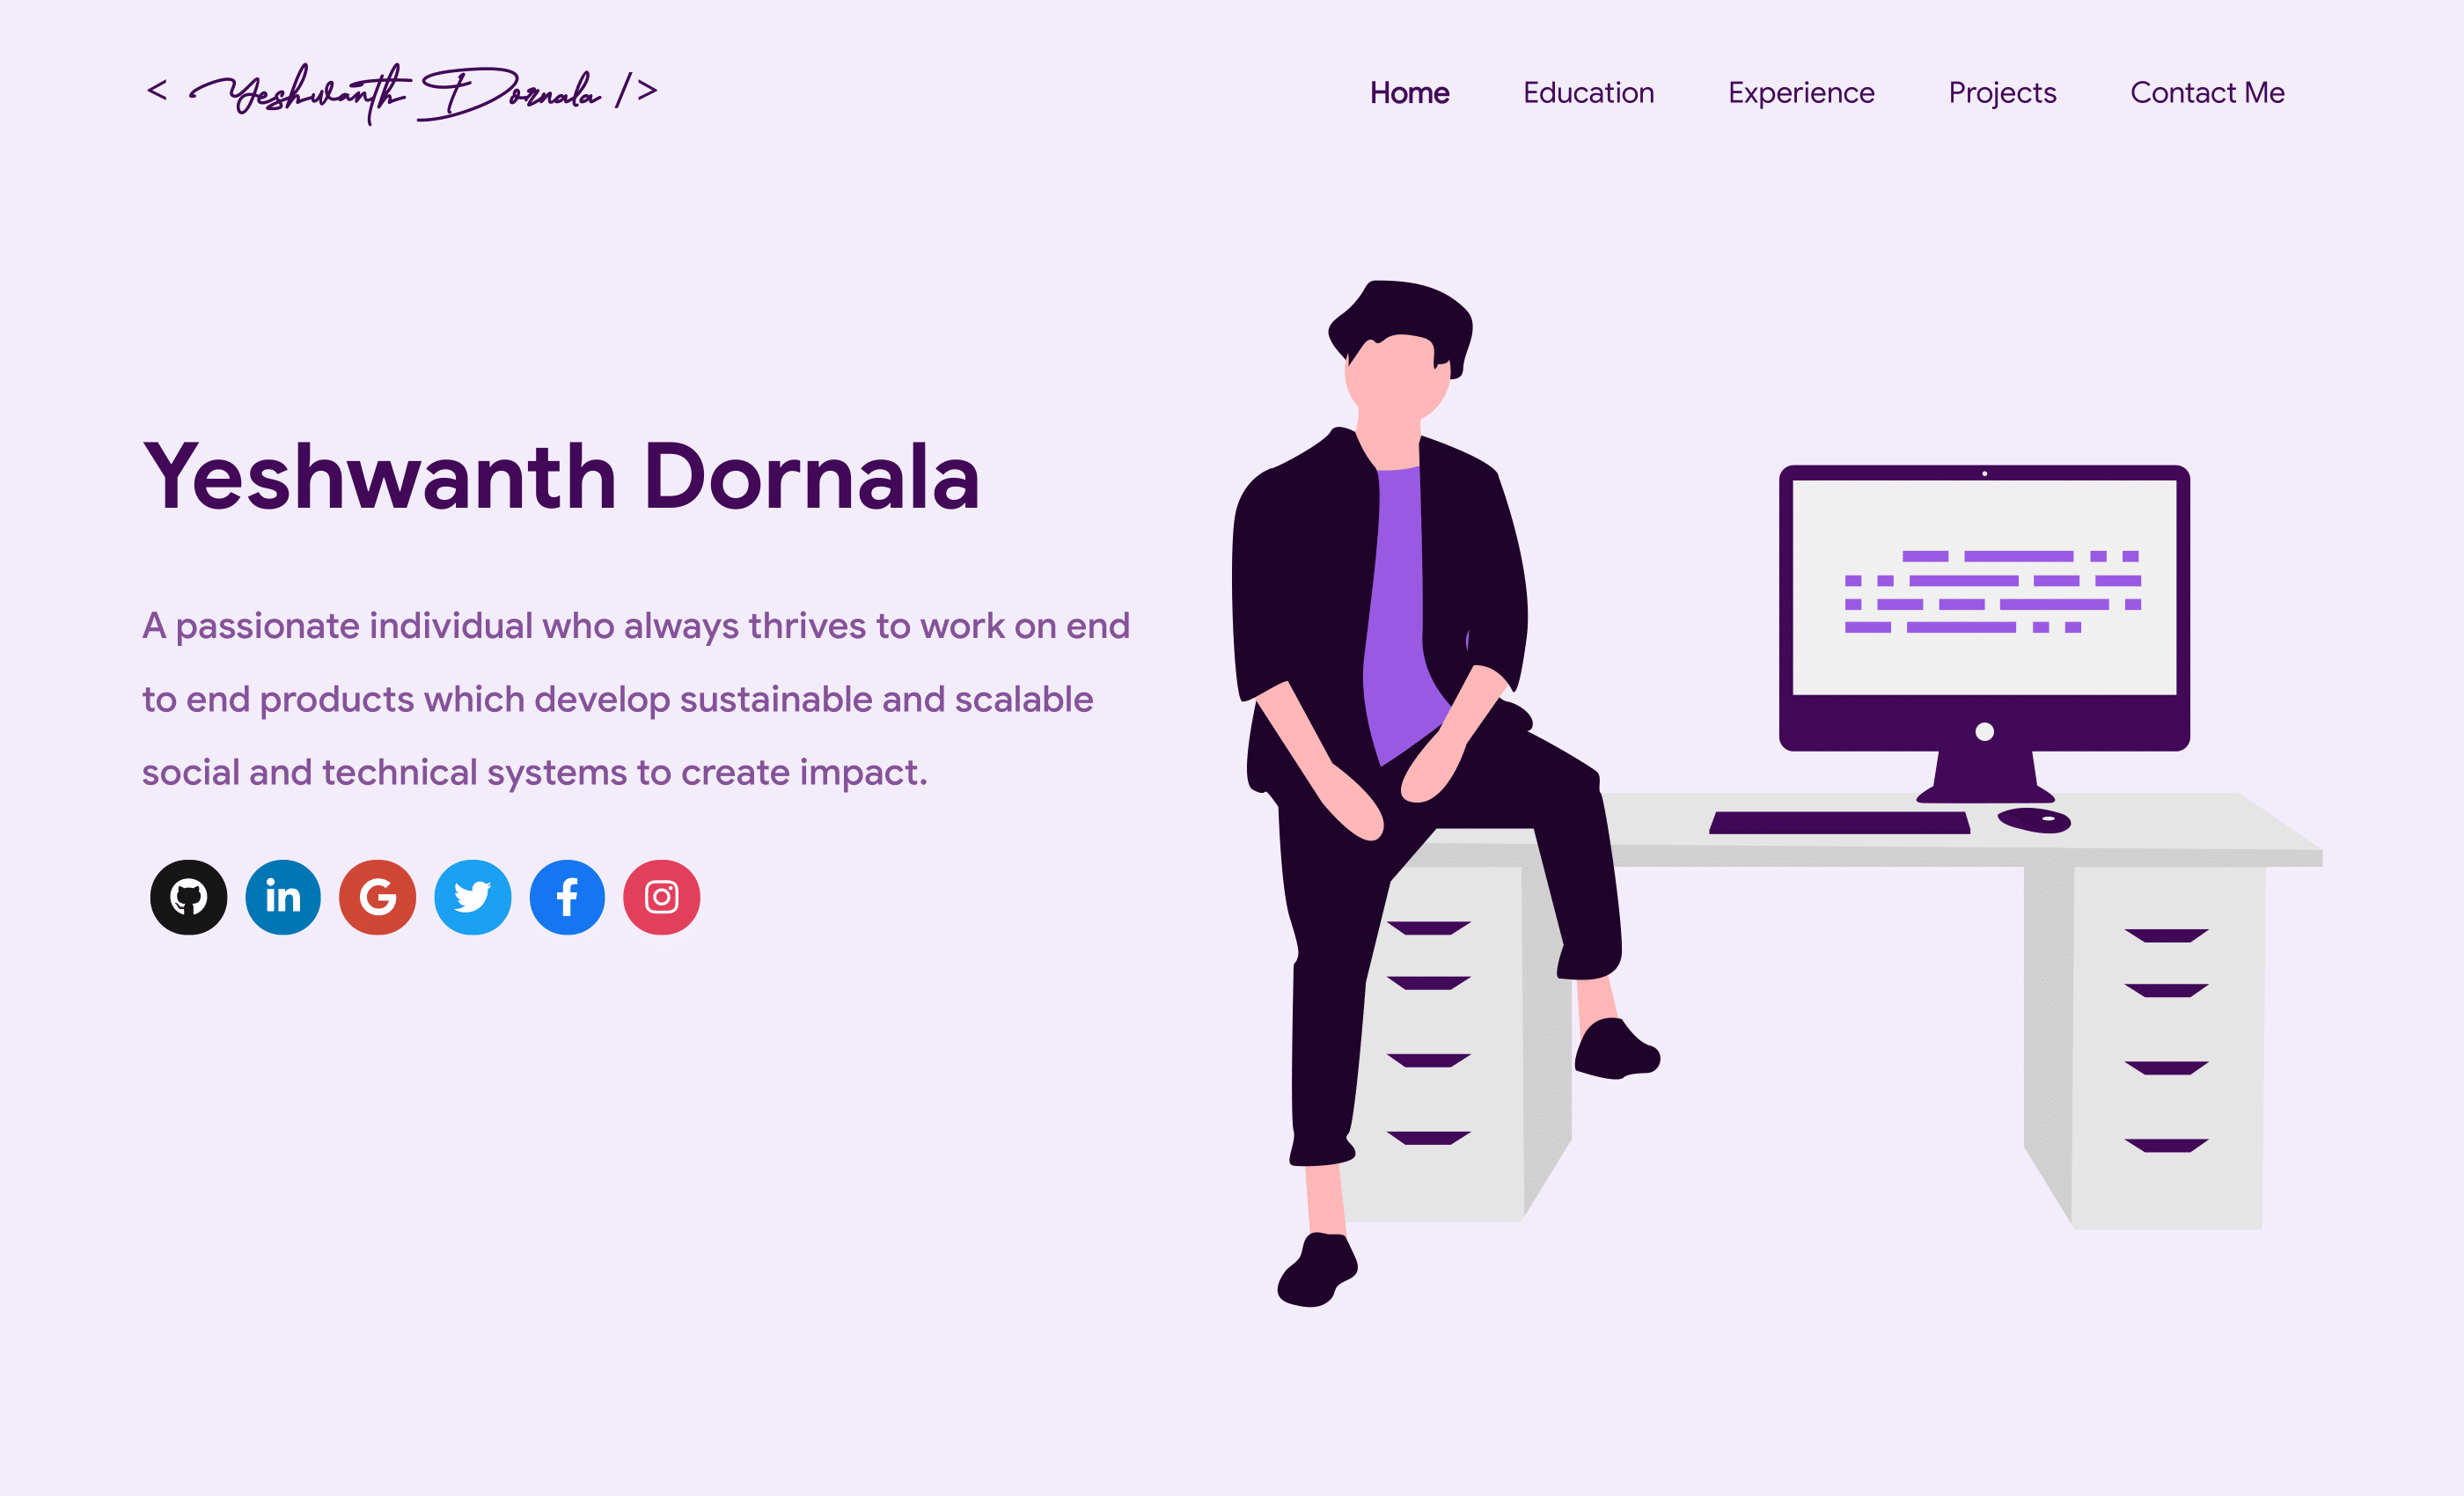 < Yeshwanth Dornala />
Home Education Experience Projects Contact Me
Yeshwanth Dornala
A passionate individual who always thrives to work on end
to end products which develop sustainable and scalable
social and technical systems to create impact.